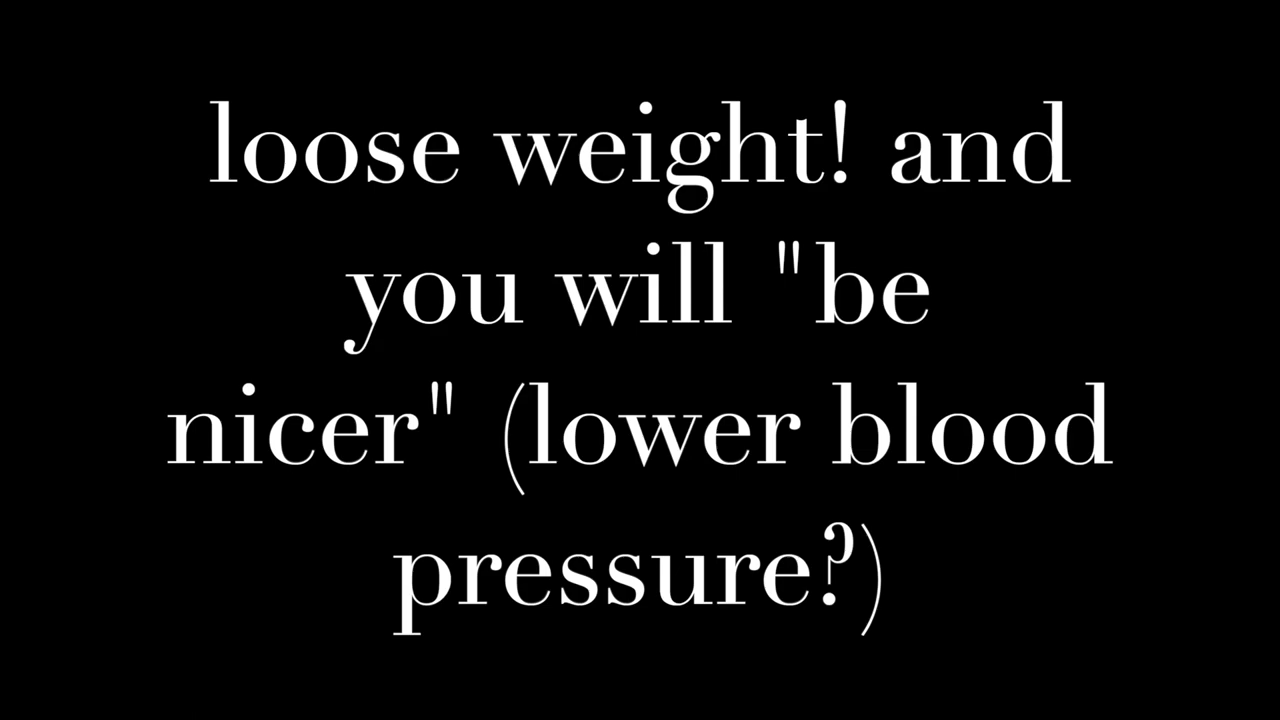 loose weight! and
you will "be
nicer" (lower blood
pressure?)